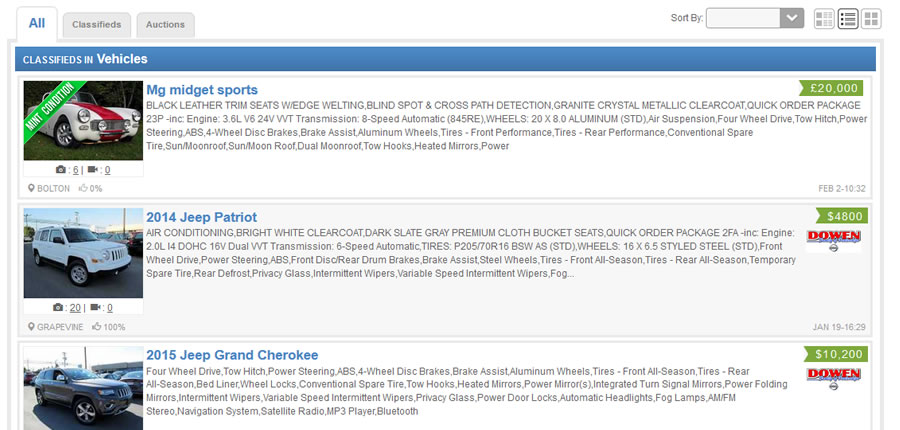 All
Classifieds
Auctions
Sort By:
CLASSIFIEDS IN Vehicles
MINT CONDITION
Mg midget sports
£20,000
BLACK LEATHER TRIM SEATS W/EDGE WELTING,BLIND SPOT & CROSS PATH DETECTION,GRANITE CRYSTAL METALLIC CLEARCOAT,QUICK ORDER PACKAGE
23P -inc: Engine: 3.6L V6 24V VVT Transmission: 8-Speed Automatic (845RE),WHEELS: 20 X 8.0 ALUMINUM (STD),Air Suspension,Four Wheel Drive,Tow Hitch,Power
Steering,ABS,4-Wheel Disc Brakes,Brake Assist,Aluminum Wheels,Tires - Front Performance,Tires - Rear Performance,Conventional Spare
Tire,Sun/Moonroof,Sun/Moon Roof,Dual Moonroof,Tow Hooks,Heated Mirrors,Power
: 6 | : 0
BOLTON 0%
FEB 2-10:32
2014 Jeep Patriot
$4800
AIR CONDITIONING,BRIGHT WHITE CLEARCOAT,DARK SLATE GRAY PREMIUM CLOTH BUCKET SEATS,QUICK ORDER PACKAGE 2FA -inc: Engine:
2.0L I4 DOHC 16V Dual VVT Transmission: 6-Speed Automatic,TIRES: P205/70R16 BSW AS (STD),WHEELS: 16 X 6.5 STYLED STEEL (STD),Front
Wheel Drive,Power Steering,ABS,Front Disc/Rear Drum Brakes,Brake Assist,Steel Wheels,Tires - Front All-Season,Tires - Rear All-Season,Temporary
Spare Tire,Rear Defrost,Privacy Glass,Intermittent Wipers,Variable Speed Intermittent Wipers,Fog...
DOWEN
: 20 | : 0
GRAPEVINE 100%
JAN 19-16:29
2015 Jeep Grand Cherokee
$10,200
Four Wheel Drive,Tow Hitch,Power Steering,ABS,4-Wheel Disc Brakes,Brake Assist,Aluminum Wheels,Tires - Front All-Season,Tires - Rear
All-Season,Bed Liner,Wheel Locks,Conventional Spare Tire,Tow Hooks,Heated Mirrors,Power Mirror(s),Integrated Turn Signal Mirrors,Power Folding
Mirrors,Intermittent Wipers,Variable Speed Intermittent Wipers,Privacy Glass,Power Door Locks,Automatic Headlights,Fog Lamps,AM/FM
Stereo,Navigation System,Satellite Radio,MP3 Player,Bluetooth
DOWEN